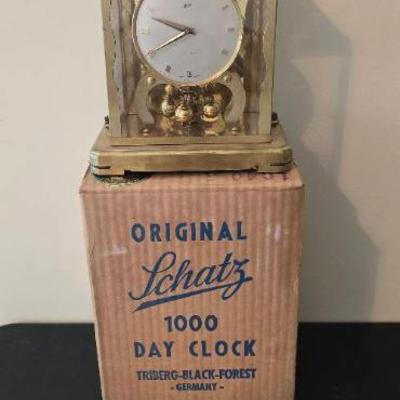 ORIGINAL
Schatz
1000
DAY CLOCK
TRIBERG-BLACK-FOREST
- GERMANY -